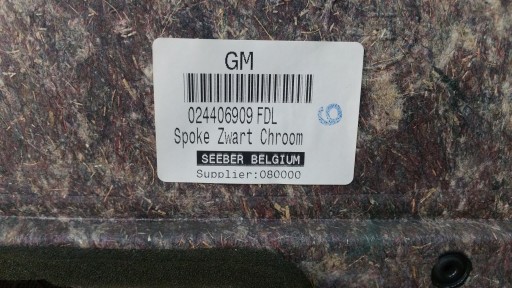 GM
024406909 FDL
Spoke Zwart Chroom
SEEBER BELGIUM
Supplier:080000